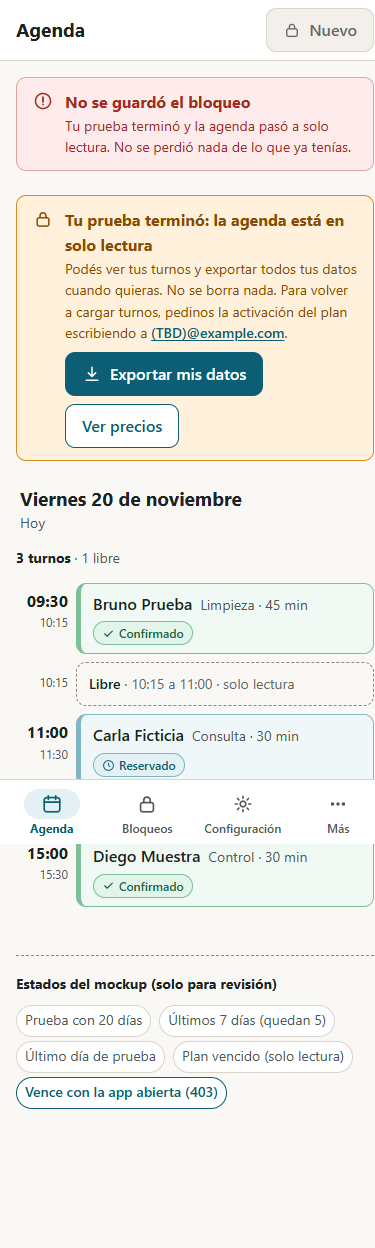 Agenda
Nuevo
No se guardó el bloqueo
Tu prueba terminó y la agenda pasó a solo
lectura. No se perdió nada de lo que ya tenías.
Tu prueba terminó: la agenda está en
solo lectura
Podés ver tus turnos y exportar todos tus datos
cuando quieras. No se borra nada. Para volver
a cargar turnos, pedinos la activación del plan
escribiendo a (TBD)@example.com.
Exportar mis datos
Ver precios
Viernes 20 de noviembre
Hoy
3 turnos · 1 libre
09:30 Bruno Prueba Limpieza · 45 min
10:15 Confirmado
10:15 Libre · 10:15 a 11:00 · solo lectura
11:00 Carla Ficticia Consulta · 30 min
11:30 Reservado
Agenda Bloqueos Configuración Más
15:00 Diego Muestra Control · 30 min
15:30 Confirmado
Estados del mockup (solo para revisión)
Prueba con 20 días Últimos 7 días (quedan 5)
Último día de prueba Plan vencido (solo lectura)
Vence con la app abierta (403)